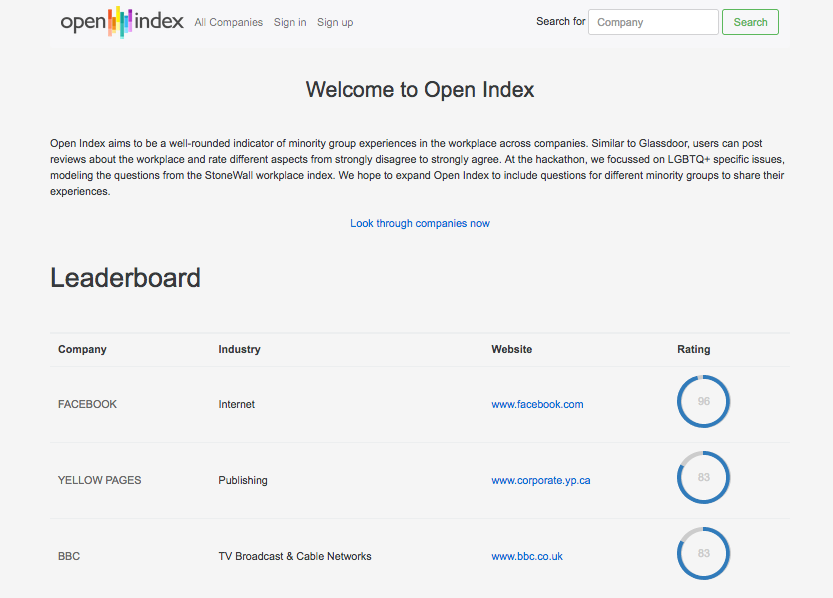 open index All Companies Sign in Sign up Search for Company Search
Welcome to Open Index
Open Index aims to be a well-rounded indicator of minority group experiences in the workplace across companies. Similar to Glassdoor, users can post
reviews about the workplace and rate different aspects from strongly disagree to strongly agree. At the hackathon, we focussed on LGBTQ+ specific issues,
modeling the questions from the StoneWall workplace index. We hope to expand Open Index to include questions for different minority groups to share their
experiences.
Look through companies now
Leaderboard
Company Industry Website Rating
FACEBOOK Internet www.facebook.com 96
YELLOW PAGES Publishing www.corporate.yp.ca 83
BBC TV Broadcast & Cable Networks www.bbc.co.uk 83